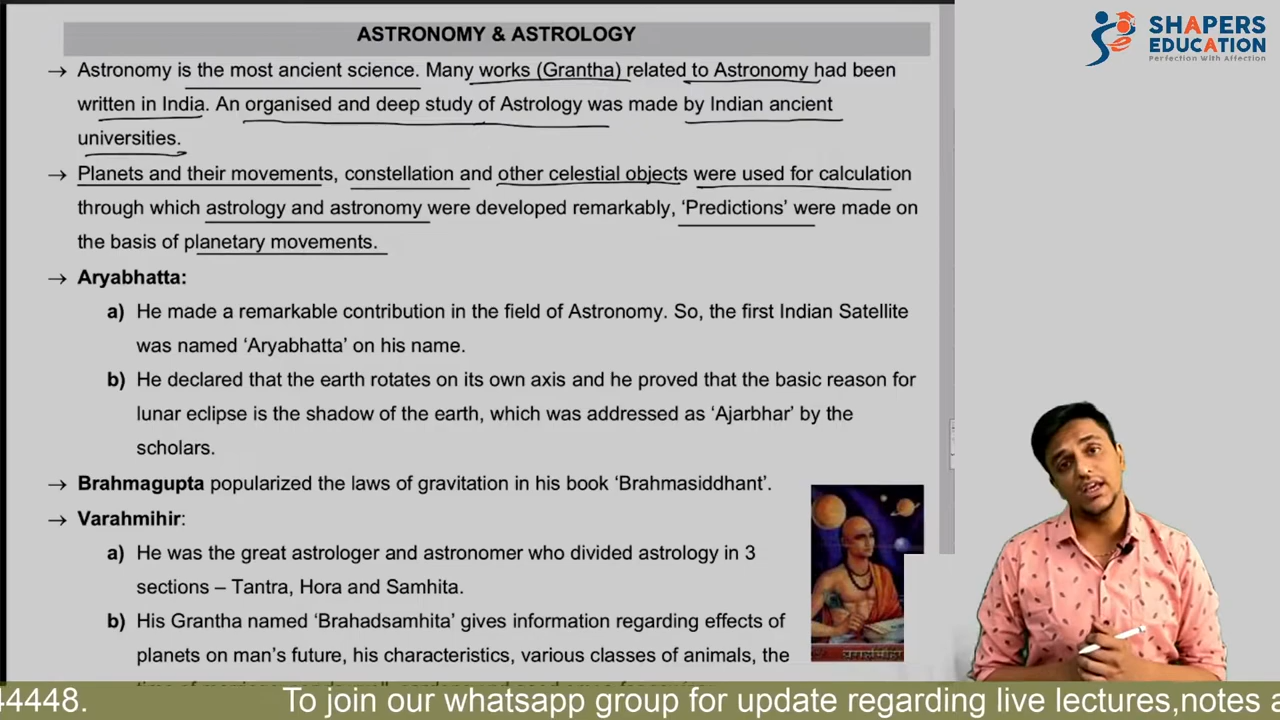 ASTRONOMY & ASTROLOGY
SHAPERS
EDUCATION
Perfection With Affection
→ Astronomy is the most ancient science. Many works (Grantha) related to Astronomy had been
written in India. An organised and deep study of Astrology was made by Indian ancient
universities.
→ Planets and their movements, constellation and other celestial objects were used for calculation
through which astrology and astronomy were developed remarkably, ‘Predictions’ were made on
the basis of planetary movements.
→ Aryabhatta:
a) He made a remarkable contribution in the field of Astronomy. So, the first Indian Satellite
was named ‘Aryabhatta’ on his name.
b) He declared that the earth rotates on its own axis and he proved that the basic reason for
lunar eclipse is the shadow of the earth, which was addressed as ‘Ajarbhar’ by the
scholars.
→ Brahmagupta popularized the laws of gravitation in his book ‘Brahmasiddhant’.
→ Varahmihir:
a) He was the great astrologer and astronomer who divided astrology in 3
sections – Tantra, Hora and Samhita.
b) His Grantha named ‘Brahadsamhita’ gives information regarding effects of
planets on man’s future, his characteristics, various classes of animals, the
44448. To join our whatsapp group for update regarding live lectures,notes a